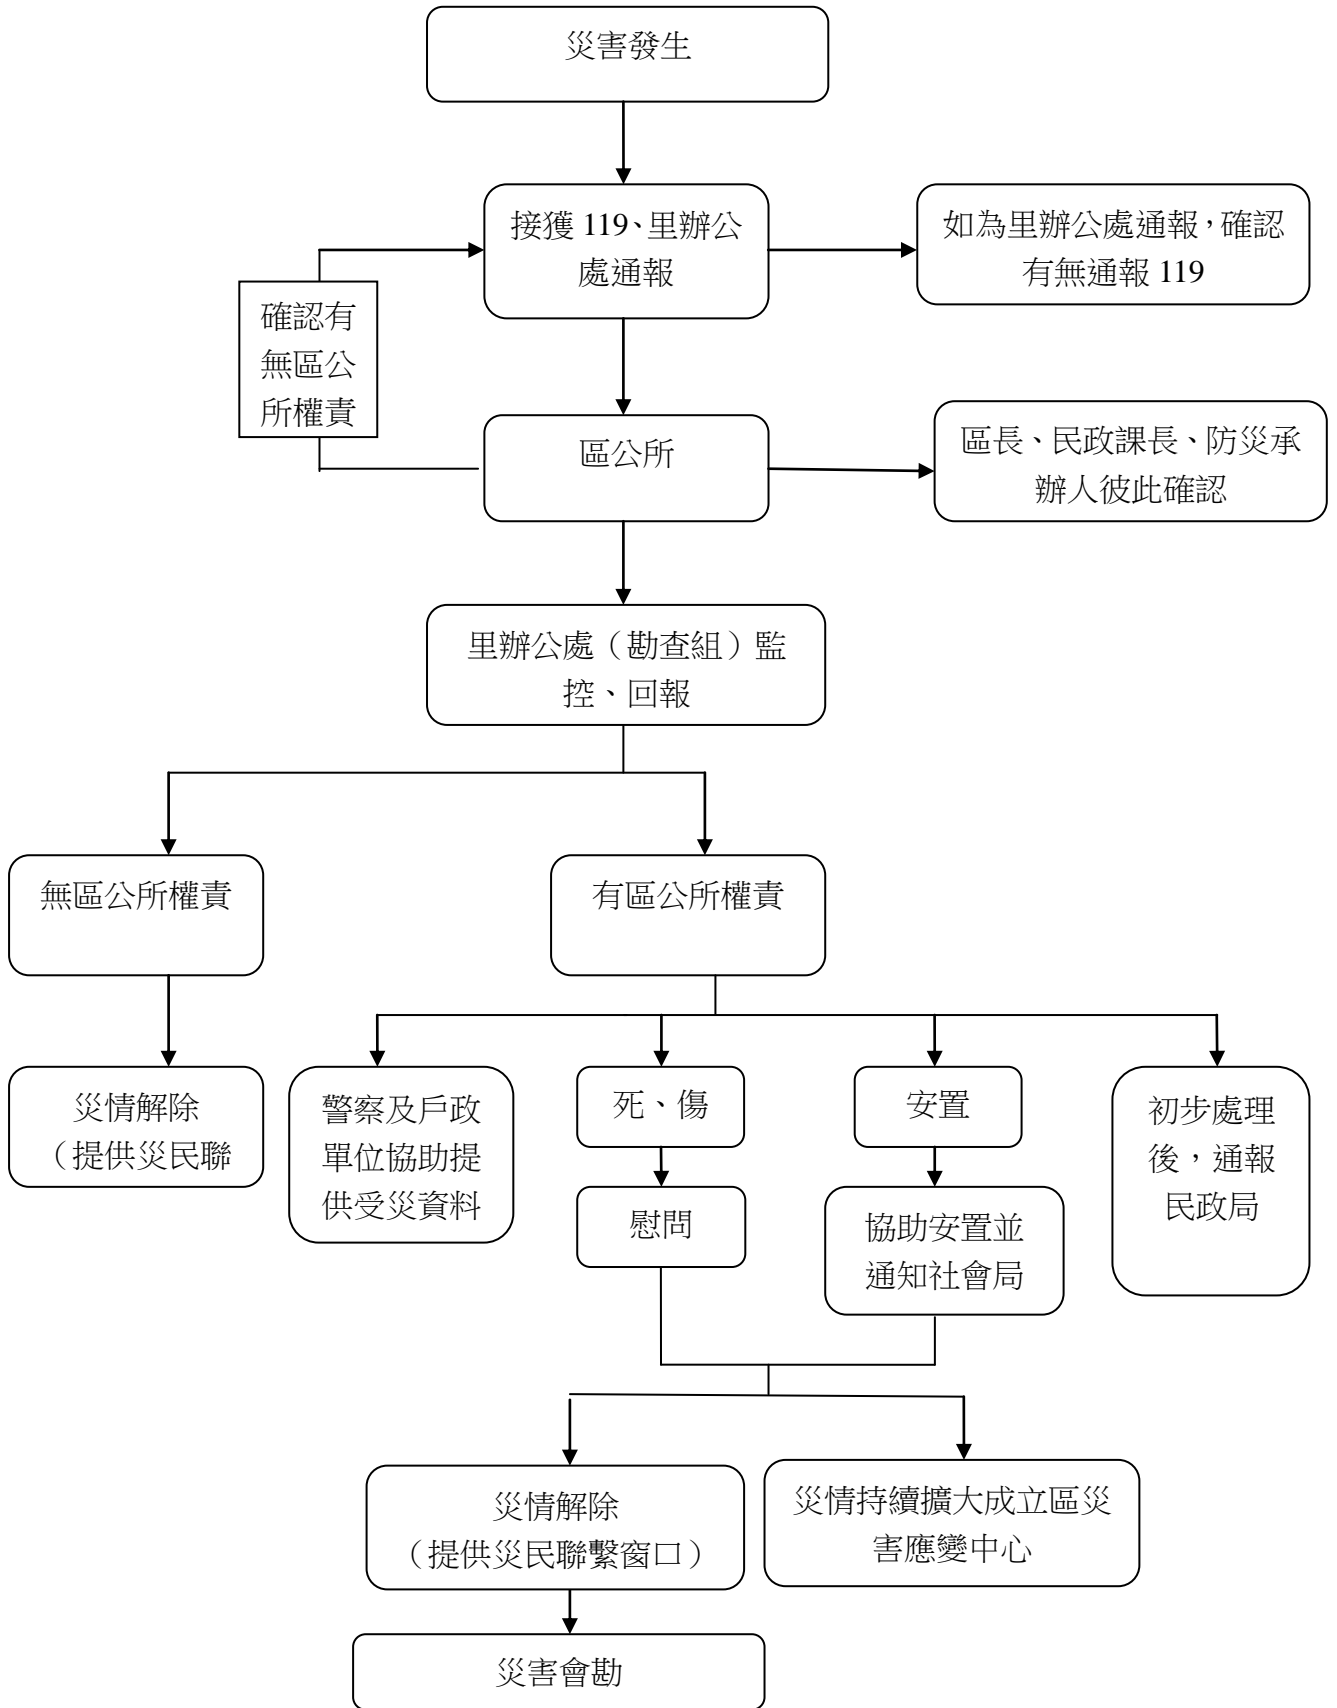 災害發生
接獲 119、里辦公
處通報
如為里辦公處通報，確認
有無通報 119
確認有
無區公
所權責
區公所
區長、民政課長、防災承
辦人彼此確認
里辦公處（勘查組）監
控、回報
無區公所權責
有區公所權責
災情解除
（提供災民聯
警察及戶政
單位協助提
供受災資料
死、傷
安置
初步處理
後，通報
民政局
慰問
協助安置並
通知社會局
災情解除
（提供災民聯繫窗口）
災情持續擴大成立區災
害應變中心
災害會勘